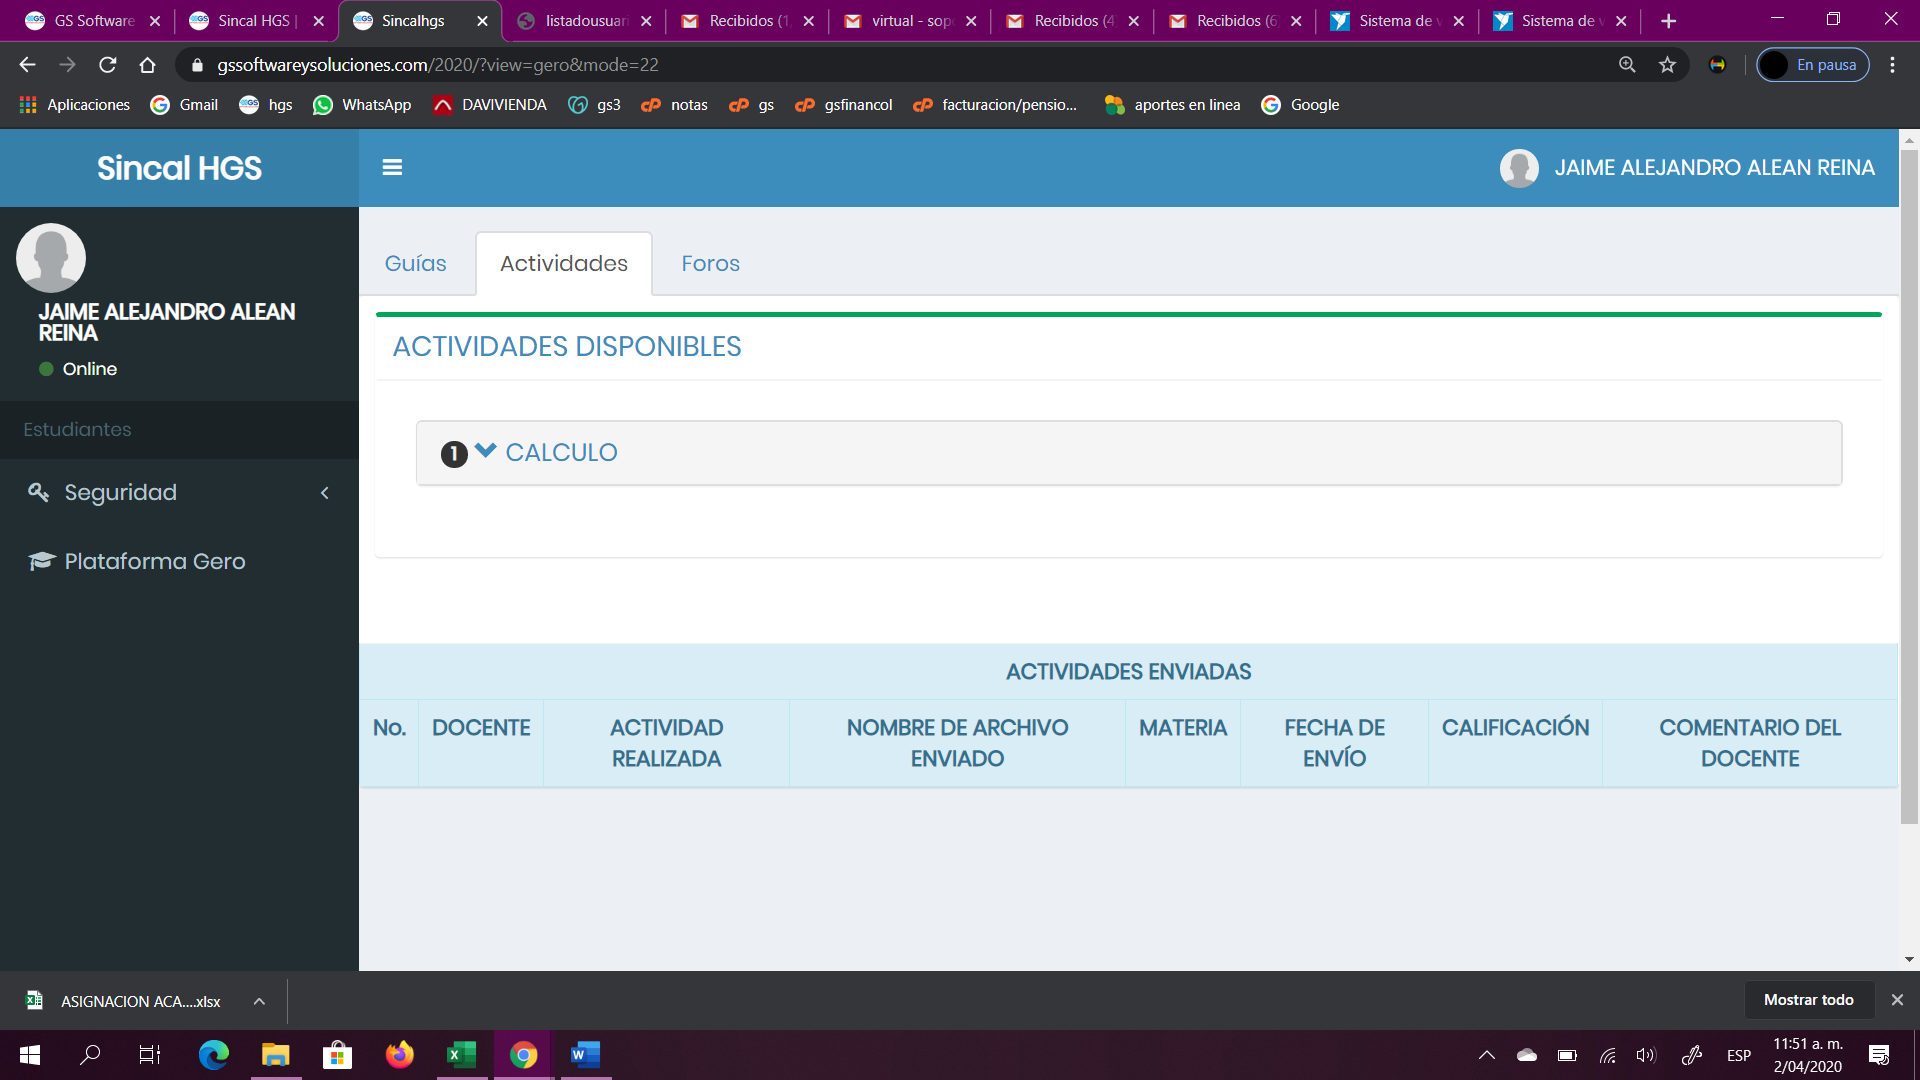 GS Software
Sincal HGS |
Sincalhgs
listadousuari
Recibidos (1
virtual - sop
Recibidos (4
Recibidos (6
Sistema de v
Sistema de v
gssoftwareysoluciones.com/2020/?view=gero&mode=22
En pausa
Aplicaciones
Gmail
hgs
WhatsApp
DAVIVIENDA
gs3
notas
gs
gsfinancol
facturacion/pensio...
aportes en linea
Google
Sincal HGS
JAIME ALEJANDRO ALEAN REINA
JAIME ALEJANDRO ALEAN
REINA
Online
Estudiantes
Seguridad
Plataforma Gero
Guías
Actividades
Foros
ACTIVIDADES DISPONIBLES
1 CALCULO
ACTIVIDADES ENVIADAS
No.
DOCENTE
ACTIVIDAD
REALIZADA
NOMBRE DE ARCHIVO
ENVIADO
MATERIA
FECHA DE
ENVÍO
CALIFICACIÓN
COMENTARIO DEL
DOCENTE
ASIGNACION ACA....xlsx
Mostrar todo
ESP
11:51 a. m.
2/04/2020